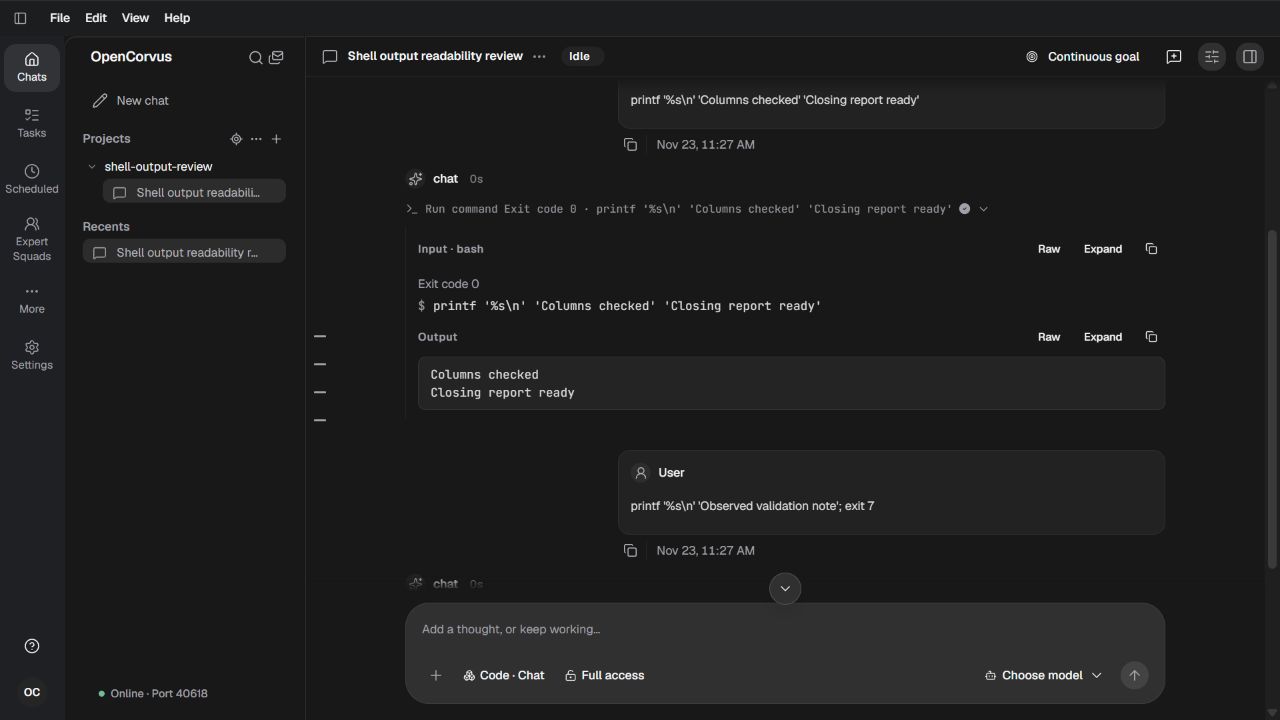 File Edit View Help
Chats
Tasks
Scheduled
Expert
Squads
More
Settings
OC
OpenCorvus
New chat
Projects
shell-output-review
Shell output readabili...
Recents
Shell output readability r...
Online · Port 40618
Shell output readability review ··· Idle
Continuous goal
printf '%s\n' 'Columns checked' 'Closing report ready'
Nov 23, 11:27 AM
chat 0s
>_ Run command Exit code 0 · printf '%s\n' 'Columns checked' 'Closing report ready'
Input · bash Raw Expand
Exit code 0
$ printf '%s\n' 'Columns checked' 'Closing report ready'
Output Raw Expand
Columns checked
Closing report ready
User
printf '%s\n' 'Observed validation note'; exit 7
Nov 23, 11:27 AM
chat 0s
Add a thought, or keep working...
Code · Chat Full access Choose model